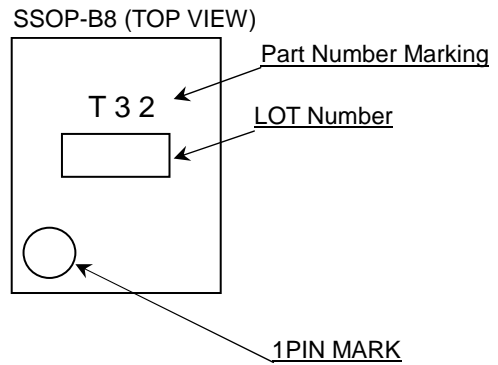 SSOP-B8 (TOP VIEW)
Part Number Marking
T 3 2
LOT Number
1PIN MARK